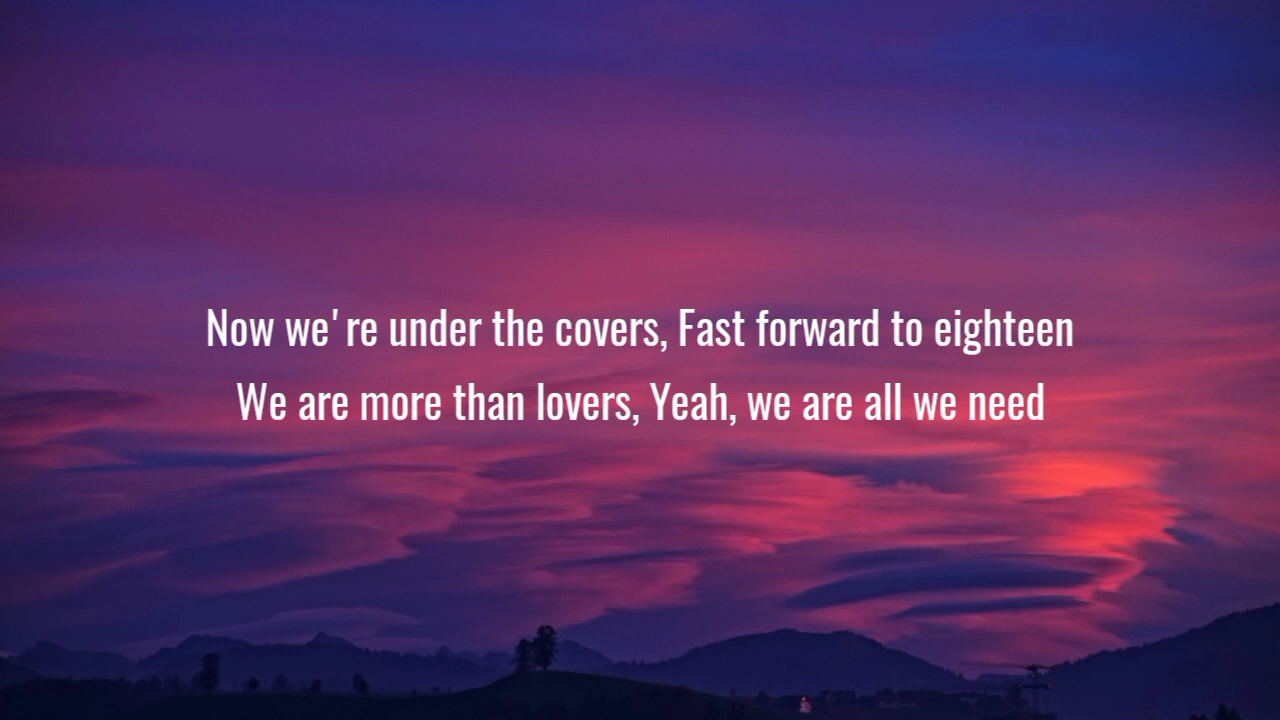 Now we're under the covers, Fast forward to eighteen
We are more than lovers, Yeah, we are all we need